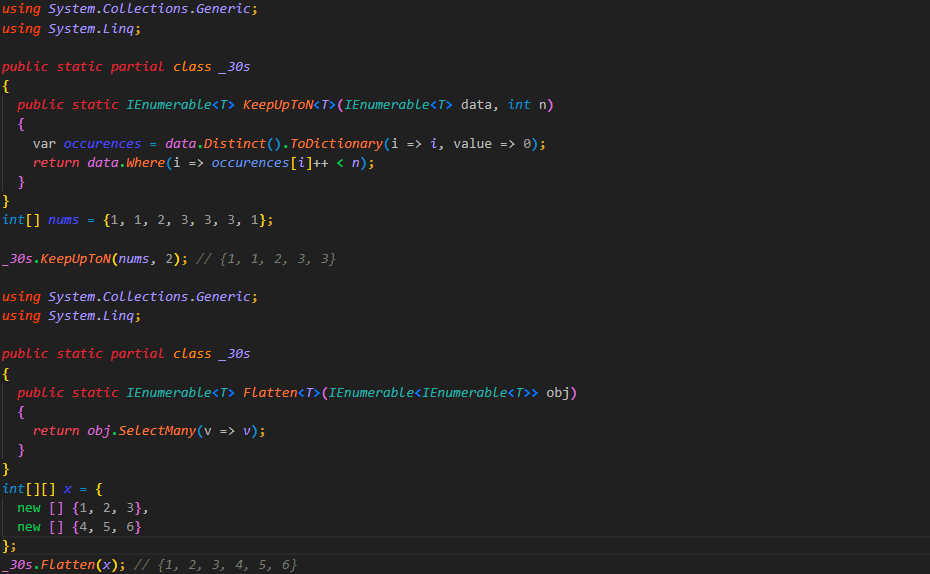 using System.Collections.Generic;
using System.Linq;

public static partial class _30s
{
  public static IEnumerable<T> KeepUpToN<T>(IEnumerable<T> data, int n)
  {
    var occurences = data.Distinct().ToDictionary(i => i, value => 0);
    return data.Where(i => occurences[i]++ < n);
  }
}
int[] nums = {1, 1, 2, 3, 3, 3, 1};

_30s.KeepUpToN(nums, 2); // {1, 1, 2, 3, 3}

using System.Collections.Generic;
using System.Linq;

public static partial class _30s
{
  public static IEnumerable<T> Flatten<T>(IEnumerable<IEnumerable<T>> obj)
  {
    return obj.SelectMany(v => v);
  }
}
int[][] x = {
  new [] {1, 2, 3},
  new [] {4, 5, 6}
};
_30s.Flatten(x); // {1, 2, 3, 4, 5, 6}